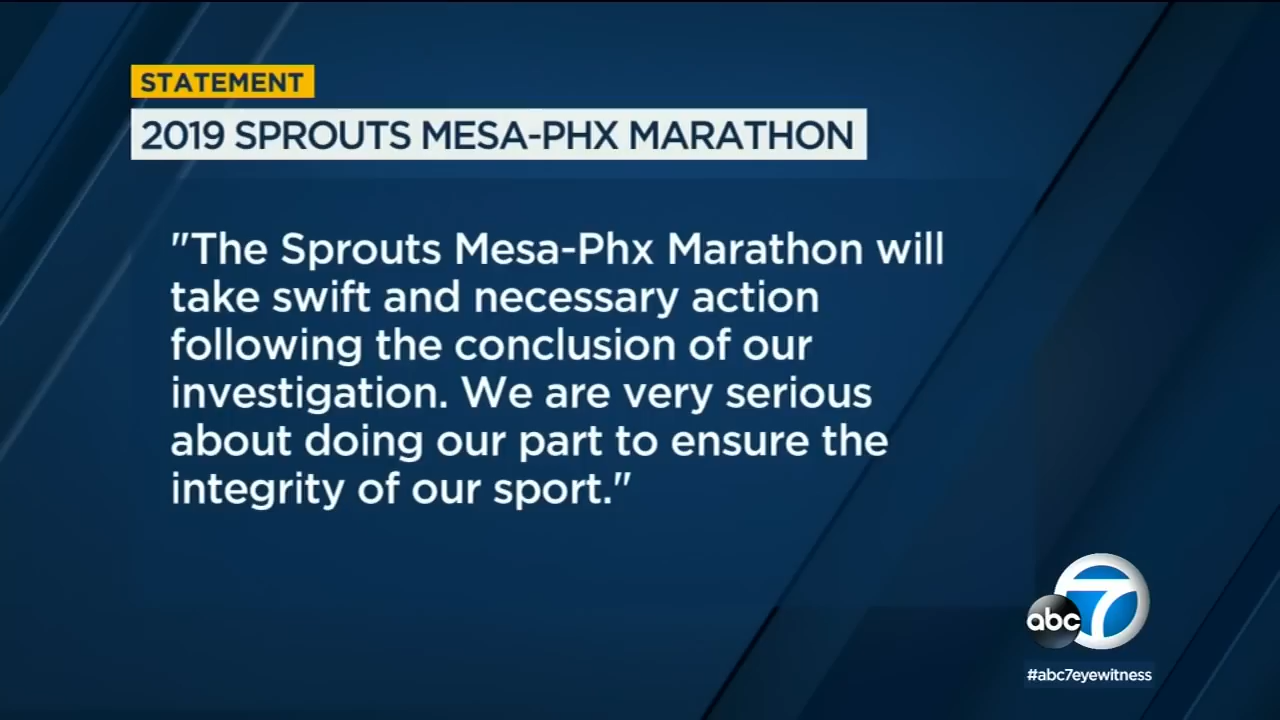 STATEMENT
2019 SPROUTS MESA-PHX MARATHON
"The Sprouts Mesa-Phx Marathon will
take swift and necessary action
following the conclusion of our
investigation. We are very serious
about doing our part to ensure the
integrity of our sport."
abc 7
#abc7eyewitness